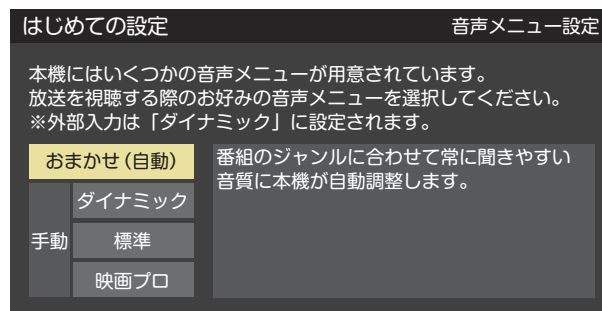 はじめての設定
音声メニュー設定
本機にはいくつかの音声メニューが用意されています。
放送を視聴する際のお好みの音声メニューを選択してください。
※外部入力は「ダイナミック」に設定されます。
おまかせ(自動)
番組のジャンルに合わせて常に聞きやすい
音質に本機が自動調整します。
手動
ダイナミック
標準
映画プロ